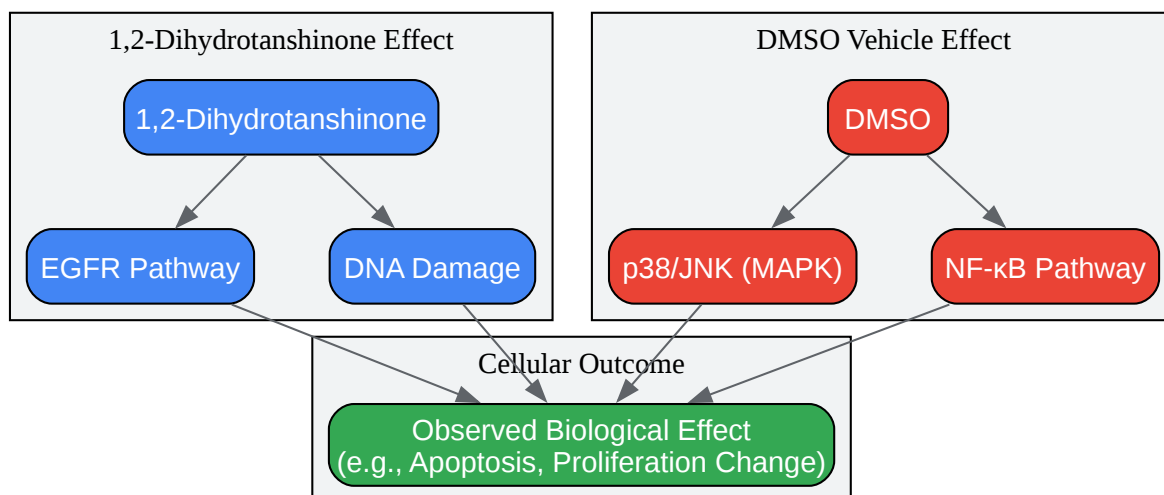 1,2-Dihydrotanshinone Effect
1,2-Dihydrotanshinone
EGFR Pathway
DNA Damage
DMSO Vehicle Effect
DMSO
p38/JNK (MAPK)
NF-κB Pathway
Cellular Outcome
Observed Biological Effect
(e.g., Apoptosis, Proliferation Change)